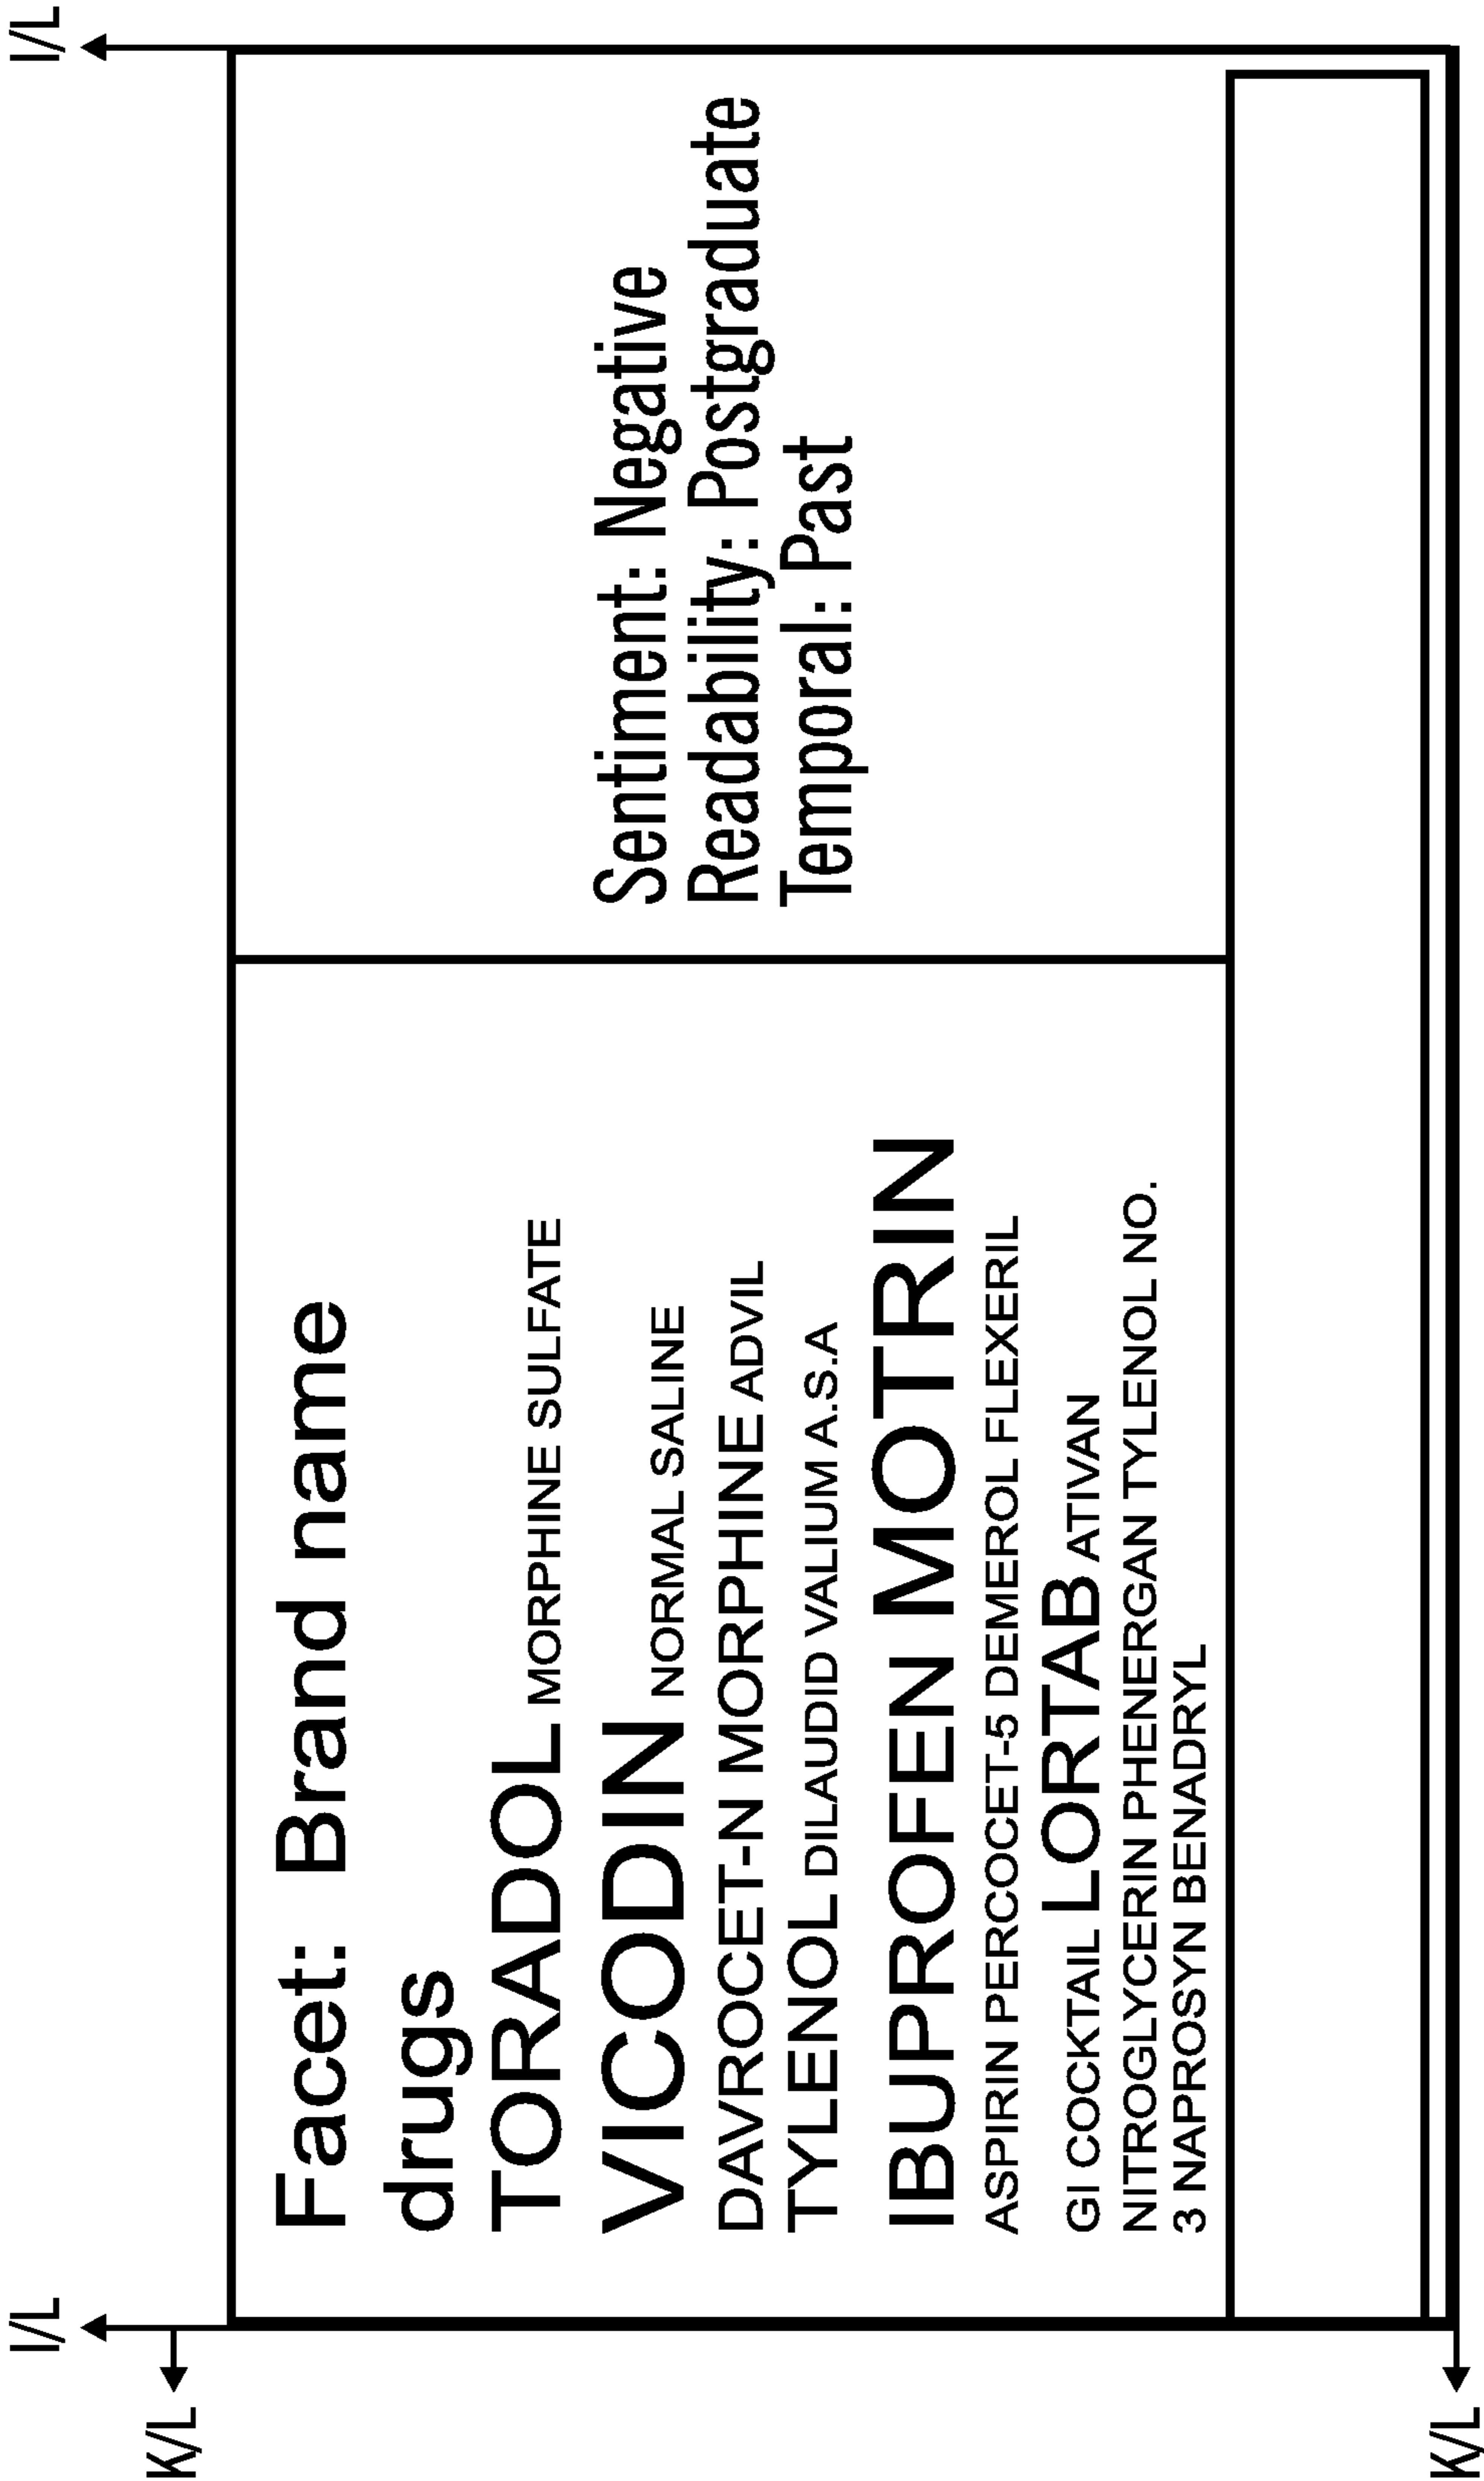 I/L
I/L
K/L
Facet: Brand name
drugs
TORADOL MORPHINE SULFATE
VICODIN NORMAL SALINE
DAVROCET-N MORPHINE ADVIL
TYLENOL DILAUDID VALIUM A.S.A
IBUPROFEN MOTRIN
ASPIRIN PERCOCET-5 DEMEROL FLEXERIL
GI COCKTAIL LORTAB ATIVAN
NITROGLYCERIN PHENERGAN TYLENOL NO.
3 NAPROSYN BENADRYL
Sentiment: Negative
Readability: Postgraduate
Temporal: Past
K/L